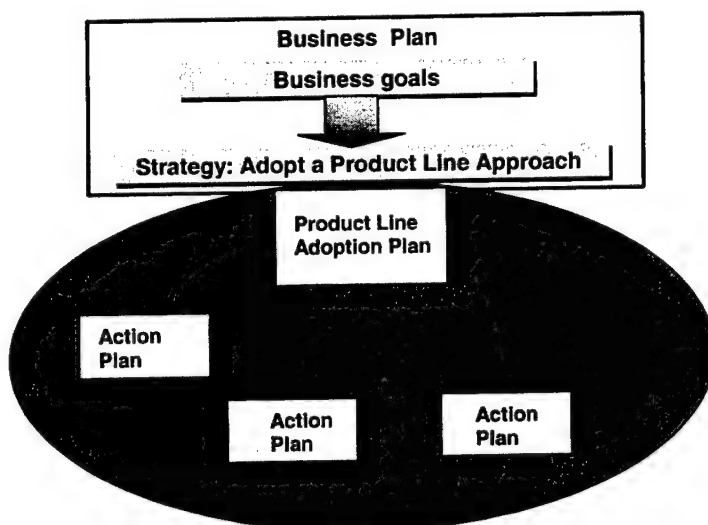 Business Plan
Business goals
Strategy: Adopt a Product Line Approach
Product Line
Adoption Plan
Action
Plan
Action
Plan
Action
Plan